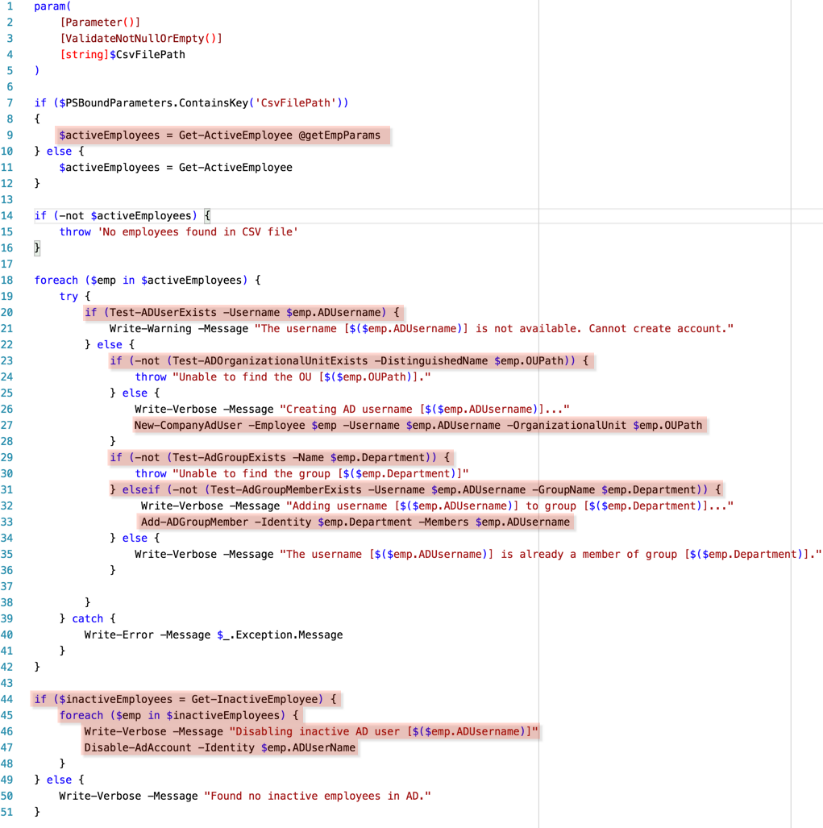 1 param(
2     [Parameter()]
3     [ValidateNotNullOrEmpty()]
4     [string]$CsvFilePath
5 )
6
7 if ($PSBoundParameters.ContainsKey('CsvFilePath'))
8 {
9     $activeEmployees = Get-ActiveEmployee @getEmpParams
10 } else {
11     $activeEmployees = Get-ActiveEmployee
12 }
13
14 if (-not $activeEmployees) {
15     throw 'No employees found in CSV file'
16 }
17
18 foreach ($emp in $activeEmployees) {
19     try {
20         if (Test-ADUserExists -Username $emp.ADUsername) {
21             Write-Warning -Message "The username [$($emp.ADUsername)] is not available. Cannot create account."
22         } else {
23             if (-not (Test-ADOrganizationalUnitExists -DistinguishedName $emp.OUPath)) {
24                 throw "Unable to find the OU [$($emp.OUPath)]."
25             } else {
26                 Write-Verbose -Message "Creating AD username [$($emp.ADUsername)]..."
27                 New-CompanyAdUser -Employee $emp -Username $emp.ADUsername -OrganizationalUnit $emp.OUPath
28             }
29             if (-not (Test-AdGroupExists -Name $emp.Department)) {
30                 throw "Unable to find the group [$($emp.Department)]"
31             } elseif (-not (Test-AdGroupMemberExists -Username $emp.ADUsername -GroupName $emp.Department)) {
32                  Write-Verbose -Message "Adding username [$($emp.ADUsername)] to group [$($emp.Department)]..."
33                  Add-ADGroupMember -Identity $emp.Department -Members $emp.ADUsername
34             } else {
35                 Write-Verbose -Message "The username [$($emp.ADUsername)] is already a member of group [$($emp.Department)]."
36             }
37
38         }
39     } catch {
40         Write-Error -Message $_.Exception.Message
41     }
42 }
43
44 if ($inactiveEmployees = Get-InactiveEmployee) {
45     foreach ($emp in $inactiveEmployees) {
46         Write-Verbose -Message "Disabling inactive AD user [$($emp.ADUsername)]"
47         Disable-AdAccount -Identity $emp.ADUserName
48     }
49 } else {
50     Write-Verbose -Message "Found no inactive employees in AD."
51 }